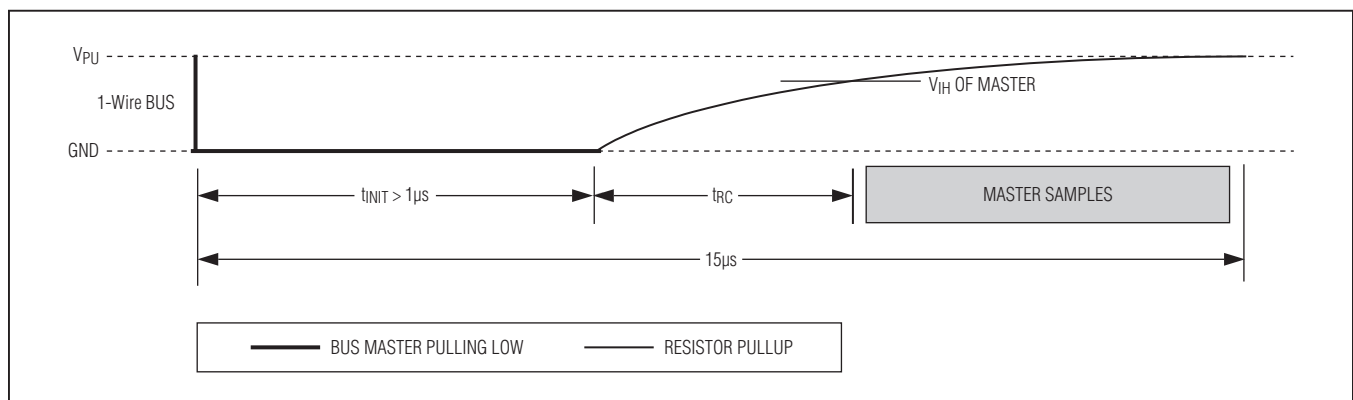 VPU
1-Wire BUS
GND
VIH OF MASTER
tINIT > 1µs
tRC
MASTER SAMPLES
15µs
BUS MASTER PULLING LOW
RESISTOR PULLUP